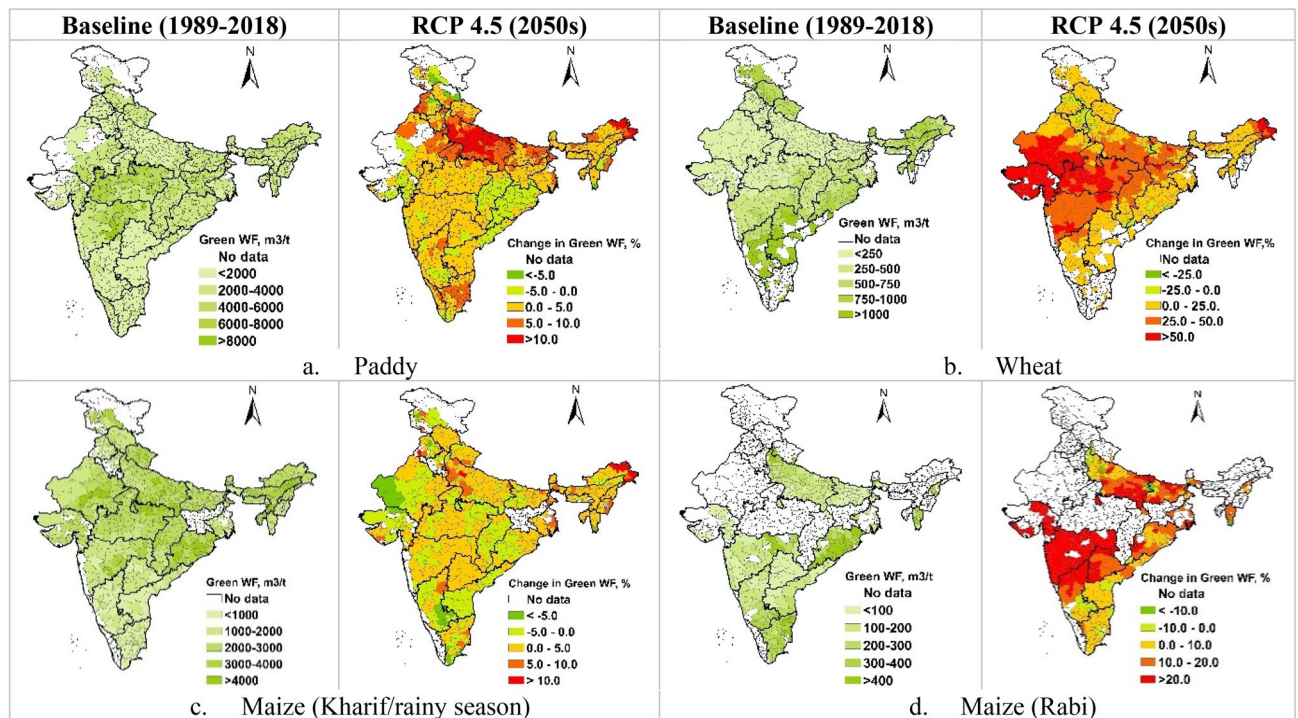 Baseline (1989-2018)
RCP 4.5 (2050s)
Baseline (1989-2018)
RCP 4.5 (2050s)
N
Green WF, m3/t
No data
<2000
2000-4000
4000-6000
6000-8000
>8000
N
Change in Green WF, %
No data
<-5.0
-5.0 - 0.0
0.0 - 5.0
5.0 - 10.0
>10.0
N
Green WF, m3/t
No data
<250
250-500
500-750
750-1000
>1000
N
Change in Green WF,%
No data
< -25.0
-25.0 - 0.0
0.0 - 25.0
25.0 - 50.0
>50.0
a. Paddy
b. Wheat
N
Green WF, m3/t
No data
<1000
1000-2000
2000-3000
3000-4000
>4000
N
Change in Green WF, %
No data
< -5.0
-5.0 - 0.0
0.0 - 5.0
5.0 - 10.0
> 10.0
N
Green WF, m3/t
No data
<100
100-200
200-300
300-400
>400
N
Change in Green WF, %
No data
< -10.0
-10.0 - 0.0
0.0 - 10.0
10.0 - 20.0
>20.0
c. Maize (Kharif/rainy season)
d. Maize (Rabi)